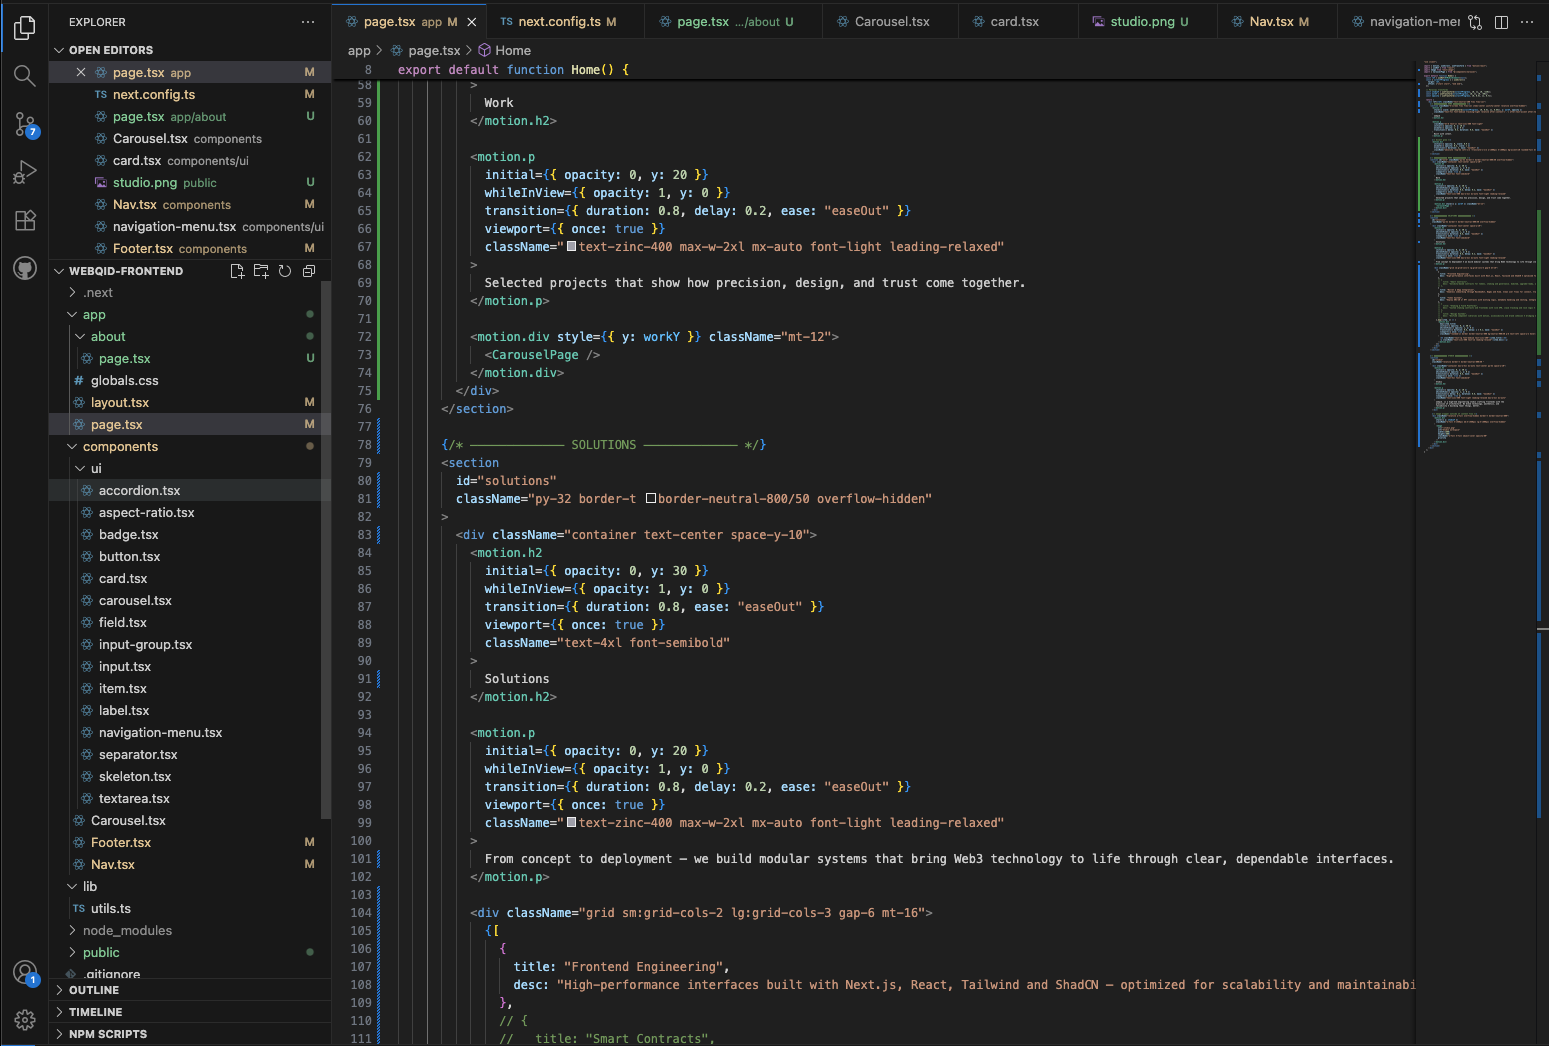 EXPLORER
OPEN EDITORS
page.tsx app M
TS next.config.ts M
page.tsx app/about U
Carousel.tsx components
card.tsx components/ui
studio.png public U
Nav.tsx components M
navigation-menu.tsx components/ui
Footer.tsx components M
WEBQID-FRONTEND
.next
app
about
page.tsx U
# globals.css
layout.tsx M
page.tsx M
components
ui
accordion.tsx
aspect-ratio.tsx
badge.tsx
button.tsx
card.tsx
carousel.tsx
field.tsx
input-group.tsx
input.tsx
item.tsx
label.tsx
navigation-menu.tsx
separator.tsx
skeleton.tsx
textarea.tsx
Carousel.tsx
Footer.tsx M
Nav.tsx M
lib
TS utils.ts
node_modules
public
.gitignore
OUTLINE
TIMELINE
NPM SCRIPTS
7
1
page.tsx app M
TS next.config.ts M
page.tsx .../about U
Carousel.tsx
card.tsx
studio.png U
Nav.tsx M
navigation-mer
app > page.tsx > Home
8 export default function Home() {
58 >
59 Work
60 </motion.h2>
61
62 <motion.p
63 initial={{ opacity: 0, y: 20 }}
64 whileInView={{ opacity: 1, y: 0 }}
65 transition={{ duration: 0.8, delay: 0.2, ease: "easeOut" }}
66 viewport={{ once: true }}
67 className="text-zinc-400 max-w-2xl mx-auto font-light leading-relaxed"
68 >
69 Selected projects that show how precision, design, and trust come together.
70 </motion.p>
71
72 <motion.div style={{ y: workY }} className="mt-12">
73 <CarouselPage />
74 </motion.div>
75 </div>
76 </section>
77
78 {/* ───────────── SOLUTIONS ───────────── */}
79 <section
80 id="solutions"
81 className="py-32 border-t border-neutral-800/50 overflow-hidden"
82 >
83 <div className="container text-center space-y-10">
84 <motion.h2
85 initial={{ opacity: 0, y: 30 }}
86 whileInView={{ opacity: 1, y: 0 }}
87 transition={{ duration: 0.8, ease: "easeOut" }}
88 viewport={{ once: true }}
89 className="text-4xl font-semibold"
90 >
91 Solutions
92 </motion.h2>
93
94 <motion.p
95 initial={{ opacity: 0, y: 20 }}
96 whileInView={{ opacity: 1, y: 0 }}
97 transition={{ duration: 0.8, delay: 0.2, ease: "easeOut" }}
98 viewport={{ once: true }}
99 className="text-zinc-400 max-w-2xl mx-auto font-light leading-relaxed"
100 >
101 From concept to deployment — we build modular systems that bring Web3 technology to life through clear, dependable interfaces.
102 </motion.p>
103
104 <div className="grid sm:grid-cols-2 lg:grid-cols-3 gap-6 mt-16">
105 {[
106 {
107 title: "Frontend Engineering",
108 desc: "High-performance interfaces built with Next.js, React, Tailwind and ShadCN — optimized for scalability and maintainabi
109 },
110 // {
111 // title: "Smart Contracts",